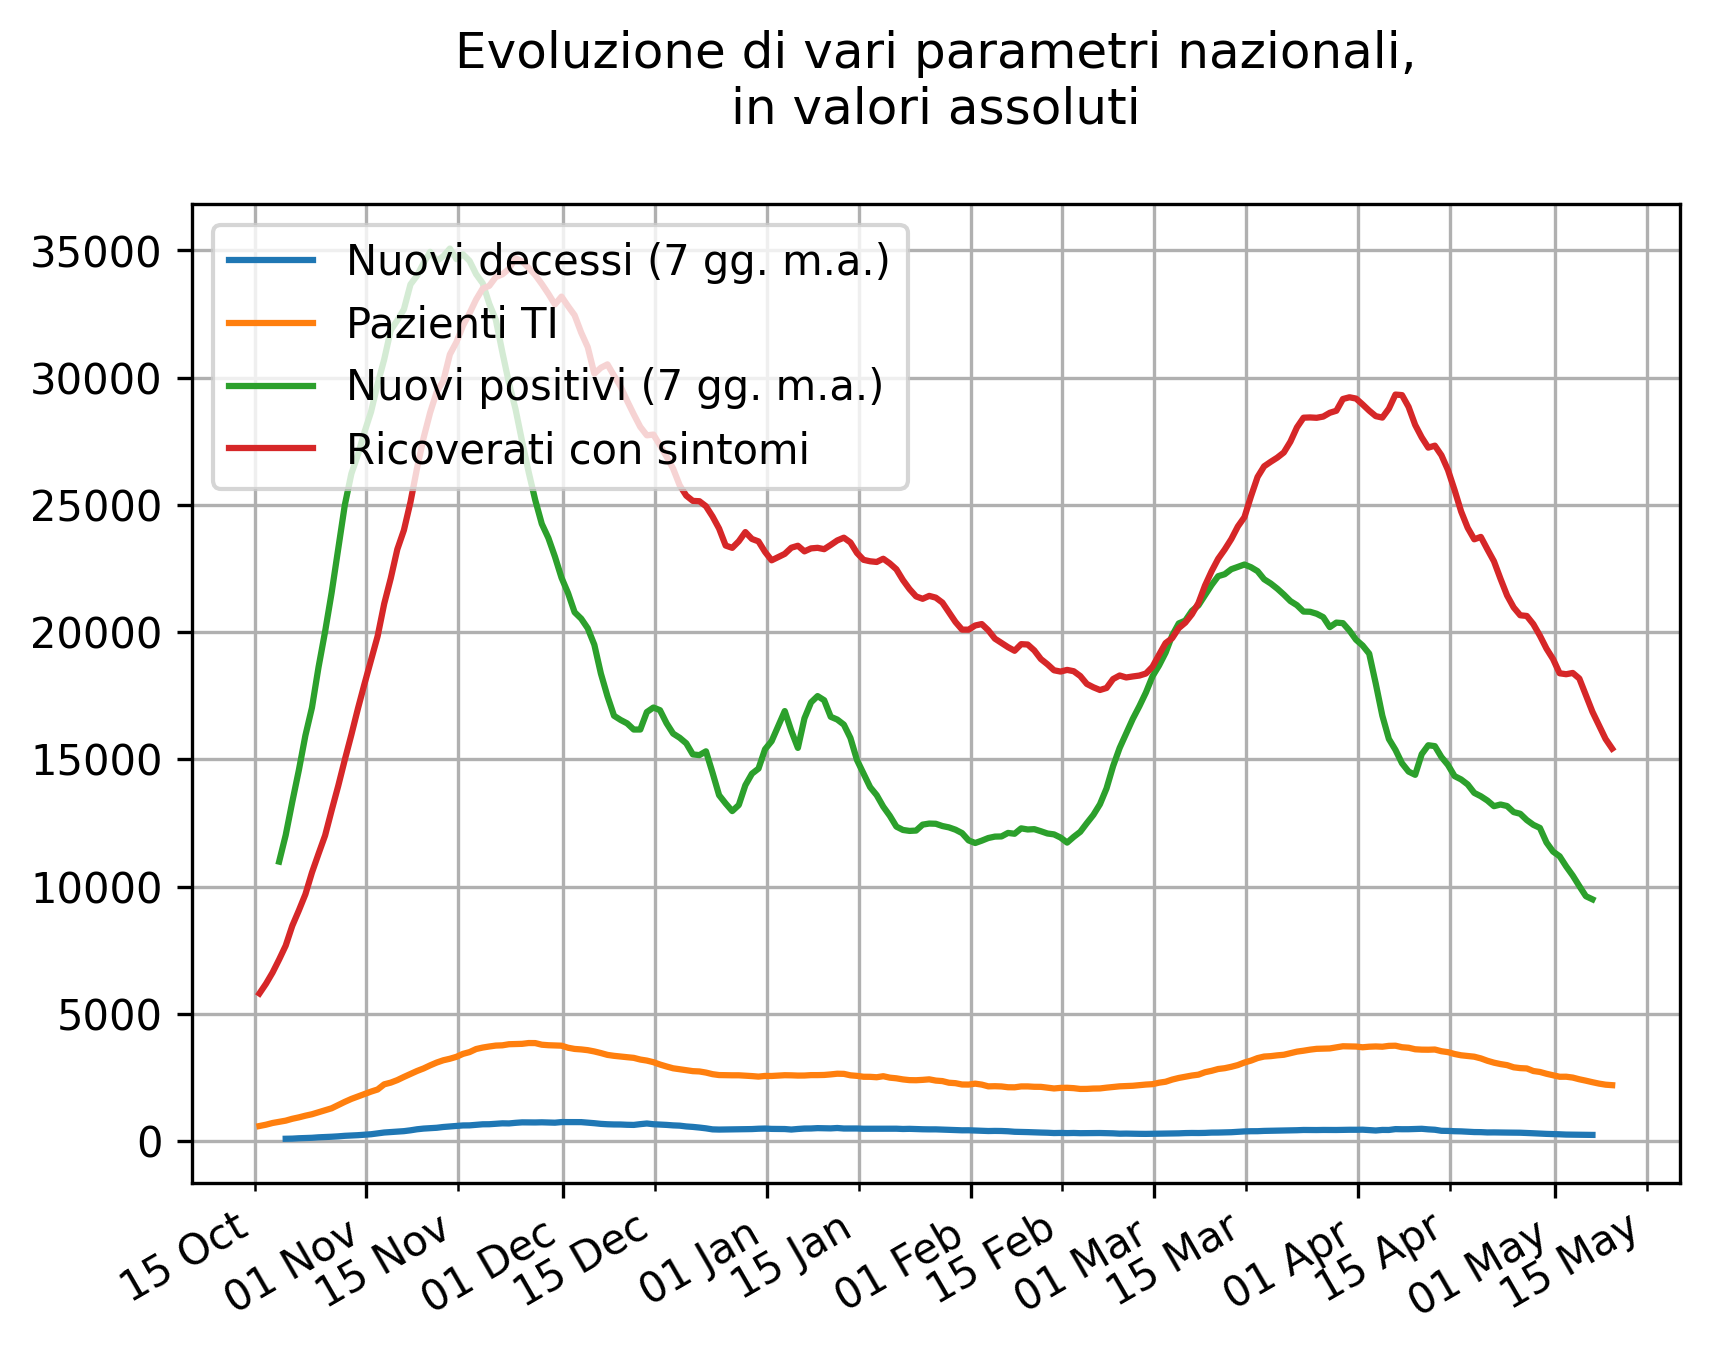 Evoluzione di vari parametri nazionali,
in valori assoluti
35000
30000
25000
20000
15000
10000
5000
0
Nuovi decessi (7 gg. m.a.)
Pazienti TI
Nuovi positivi (7 gg. m.a.)
Ricoverati con sintomi
15 Oct
01 Nov
15 Nov
01 Dec
15 Dec
01 Jan
15 Jan
01 Feb
15 Feb
01 Mar
15 Mar
01 Apr
15 Apr
01 May
15 May